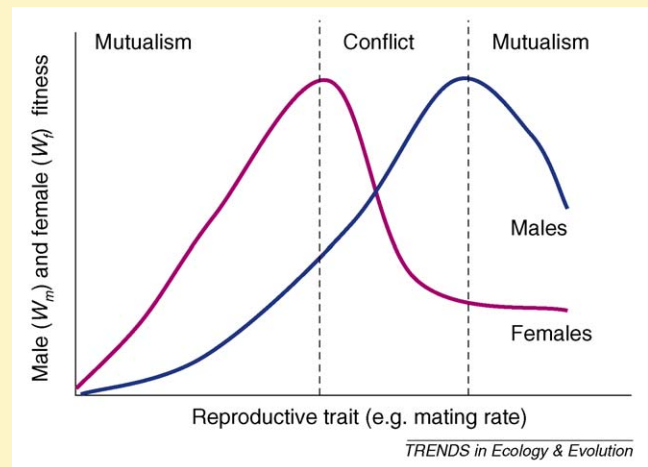 Mutualism
Conflict
Mutualism
Male (Wm) and female (Wf) fitness
Males
Females
Reproductive trait (e.g. mating rate)
TRENDS in Ecology & Evolution